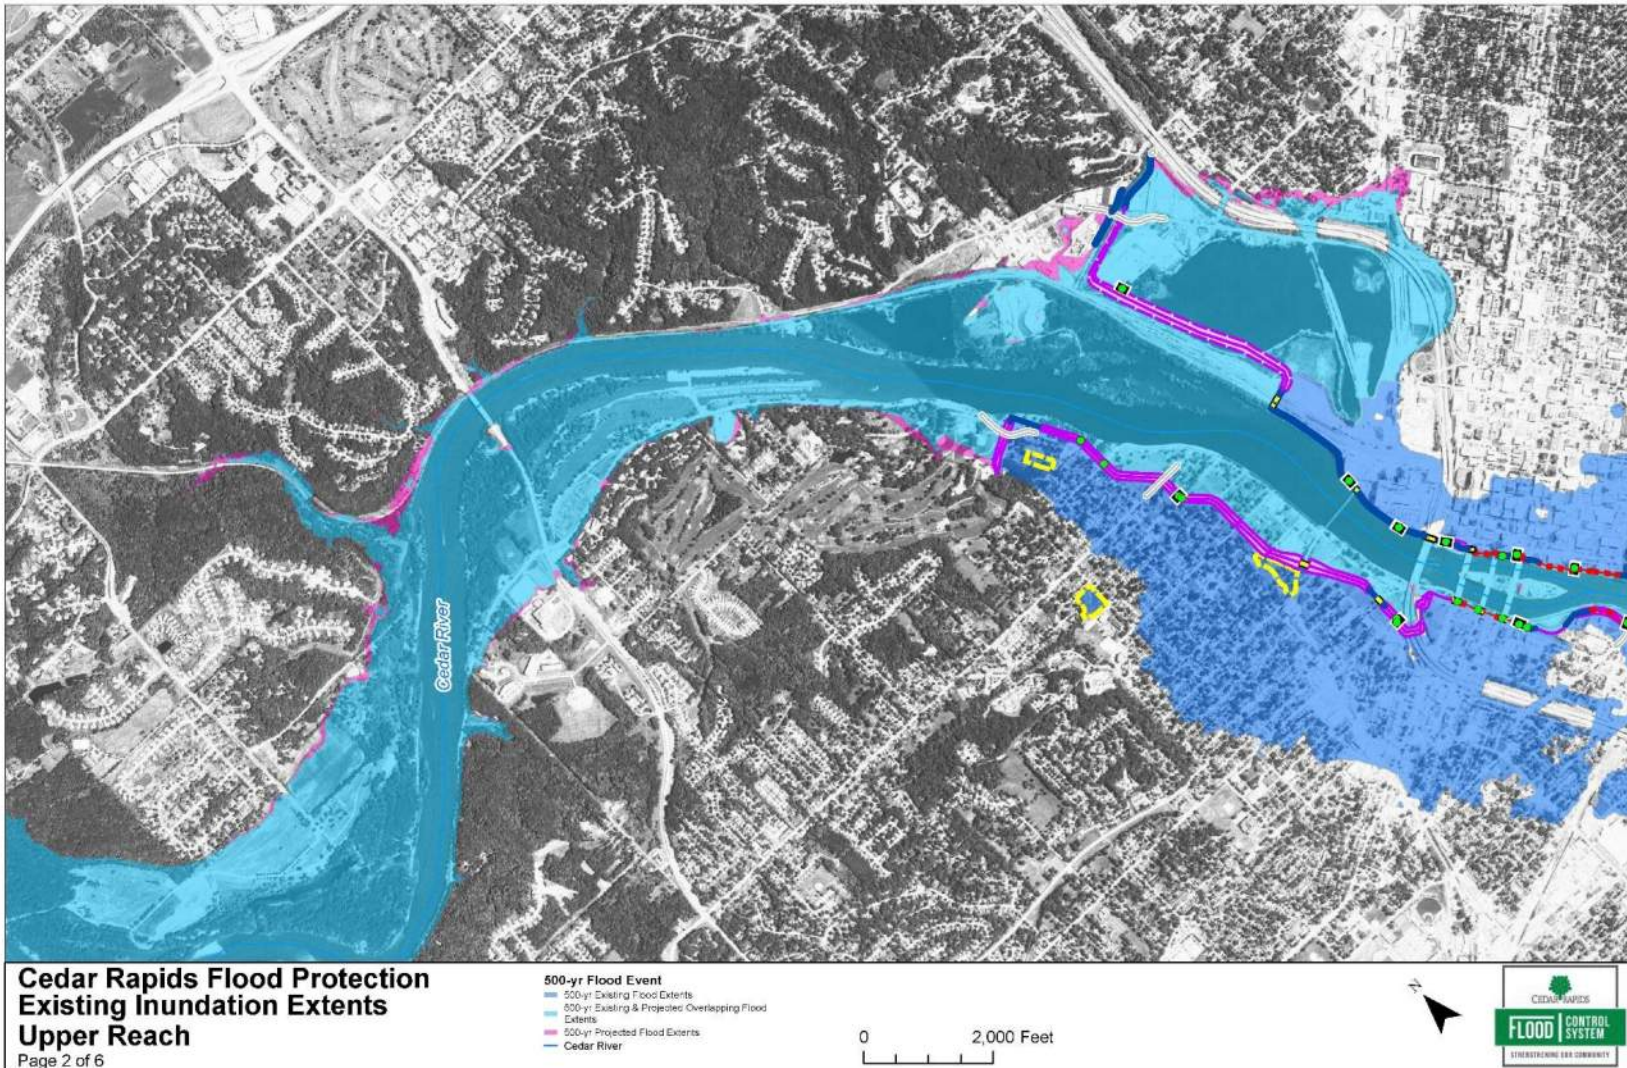 Cedar River
Cedar Rapids Flood Protection
Existing Inundation Extents
Upper Reach
Page 2 of 6
500-yr Flood Event
500-yr Existing Flood Extents
500-yr Existing & Projected Overlapping Flood
Extents
500-yr Projected Flood Extents
Cedar River
0 2,000 Feet
N
CEDAR RAPIDS
FLOOD CONTROL
SYSTEM
STRENGTHENING OUR COMMUNITY